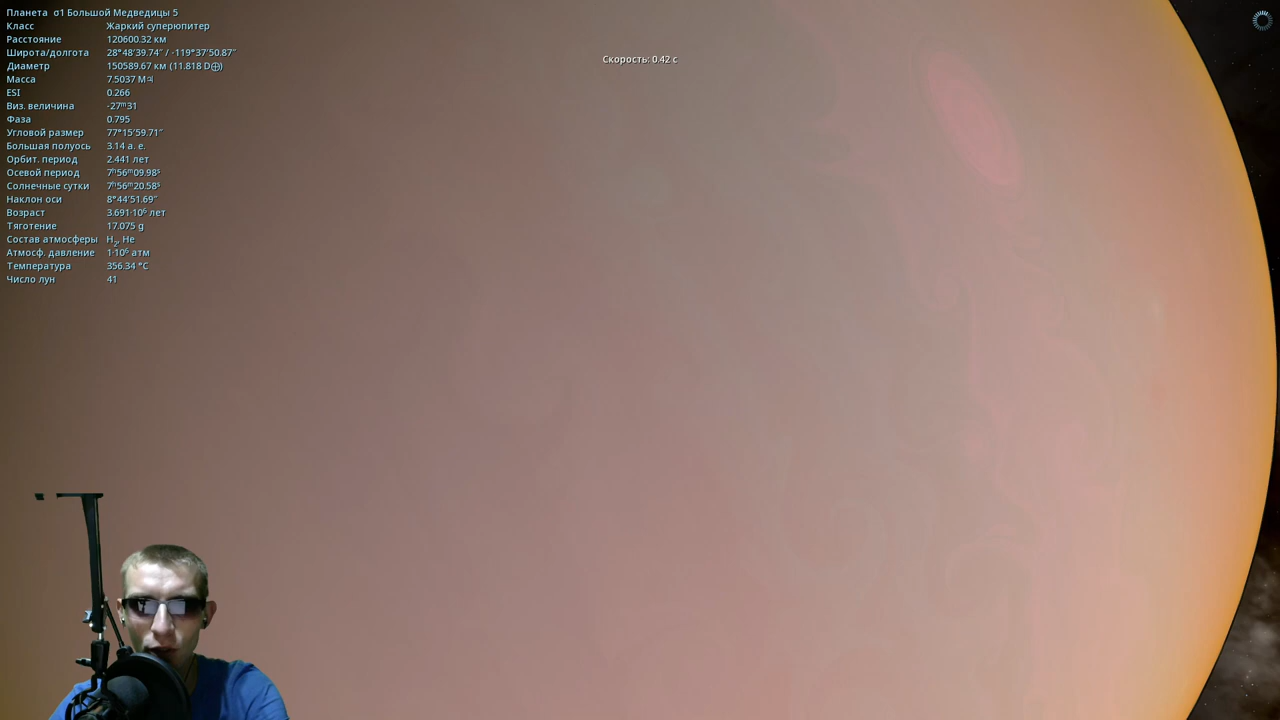 Планета σ1 Большой Медведицы 5
Класс Жаркий суперюпитер
Расстояние 120600.32 км
Широта/долгота 28°48'39.74" / -119°37'50.87"
Диаметр 150589.67 км (11.818 D⊕)
Масса 7.5037 M♃
ESI 0.266
Виз. величина -27ᵐ31
Фаза 0.795
Угловой размер 77°15'59.71"
Большая полуось 3.14 а. е.
Орбит. период 2.441 лет
Осевой период 7ʰ56ᵐ09.98ˢ
Солнечные сутки 7ʰ56ᵐ20.58ˢ
Наклон оси 8°44'51.69"
Возраст 3.691·10⁶ лет
Тяготение 17.075 g
Состав атмосферы H₂, He
Атмосф. давление 1·10⁶ атм
Температура 356.34 °C
Число лун 41
Скорость: 0.42 c